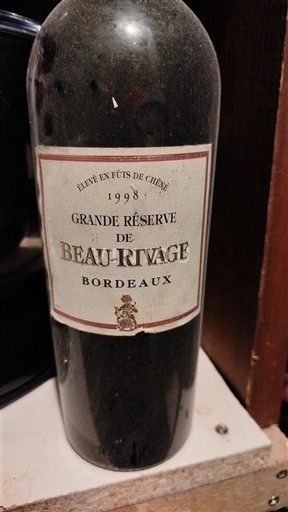 ÉLEVÉ EN FÛTS DE CHÊNE
1998
GRANDE RÉSERVE
DE
BEAU-RIVAGE
BORDEAUX